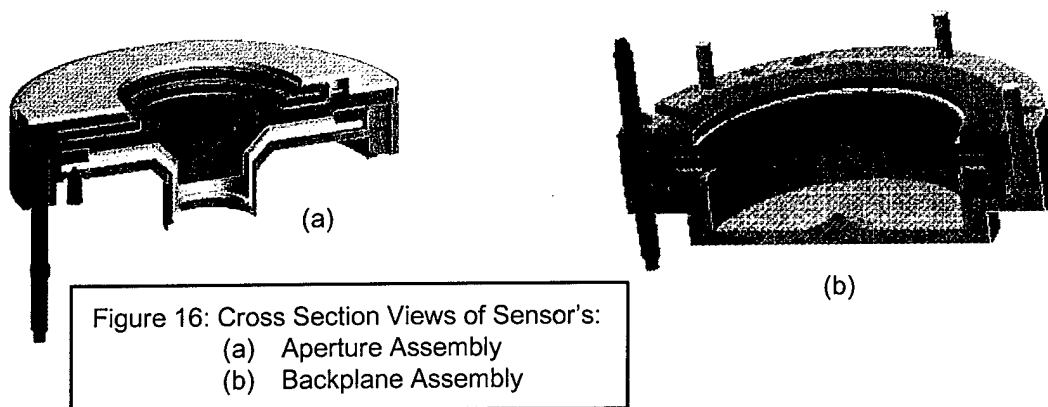 (a)
(b)
Figure 16: Cross Section Views of Sensor's:
(a) Aperture Assembly
(b) Backplane Assembly